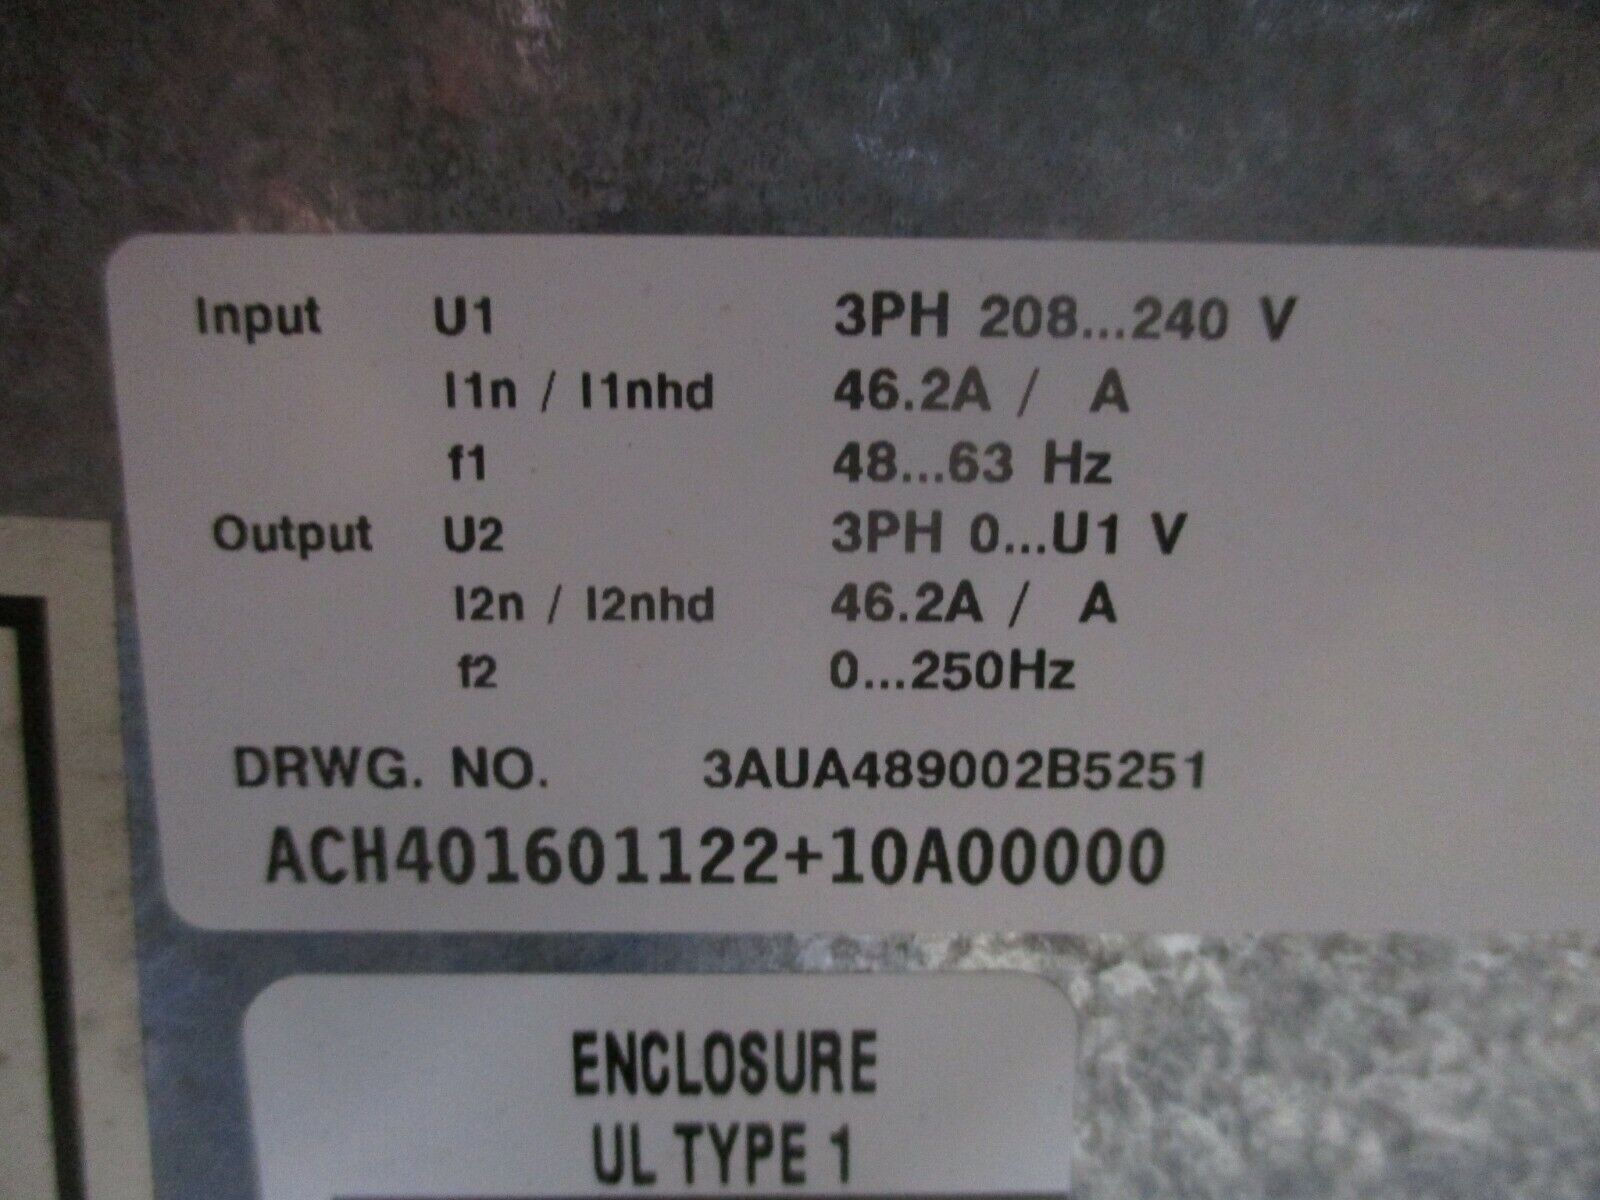 Input U1 3PH 208...240 V
I1n / I1nhd 46.2A / A
f1 48...63 Hz
Output U2 3PH 0...U1 V
I2n / I2nhd 46.2A / A
f2 0...250Hz
DRWG. NO. 3AUA489002B5251
ACH401601122+10A00000
ENCLOSURE
UL TYPE 1